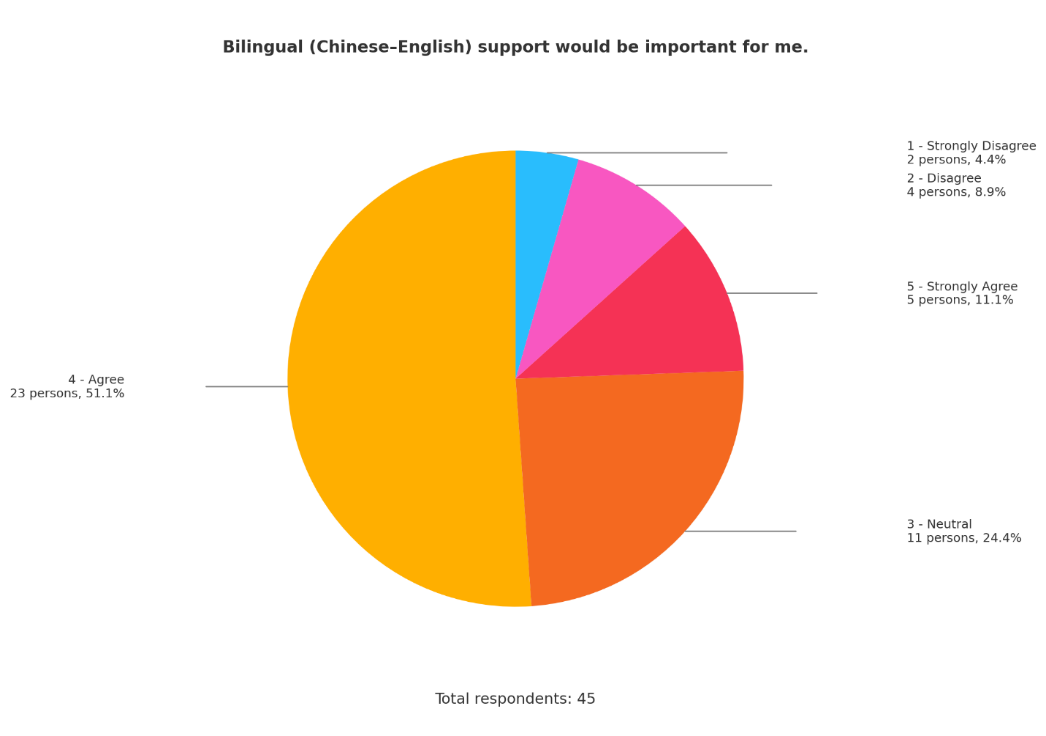 Bilingual (Chinese–English) support would be important for me.
1 - Strongly Disagree
2 persons, 4.4%
2 - Disagree
4 persons, 8.9%
5 - Strongly Agree
5 persons, 11.1%
4 - Agree
23 persons, 51.1%
3 - Neutral
11 persons, 24.4%
Total respondents: 45